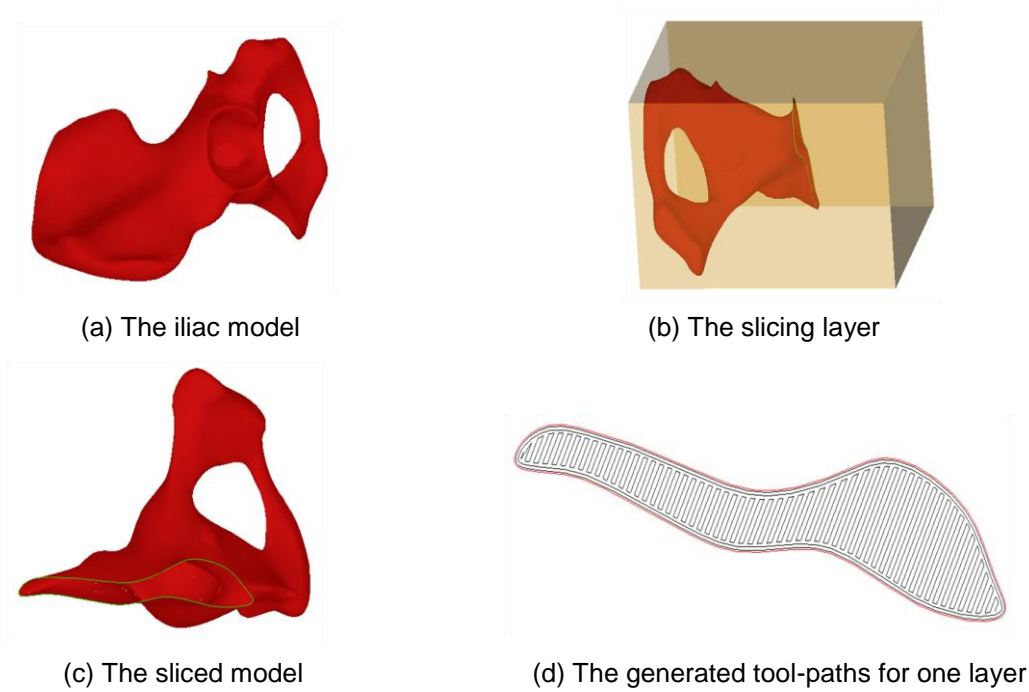 (a) The iliac model
(b) The slicing layer
(c) The sliced model
(d) The generated tool-paths for one layer